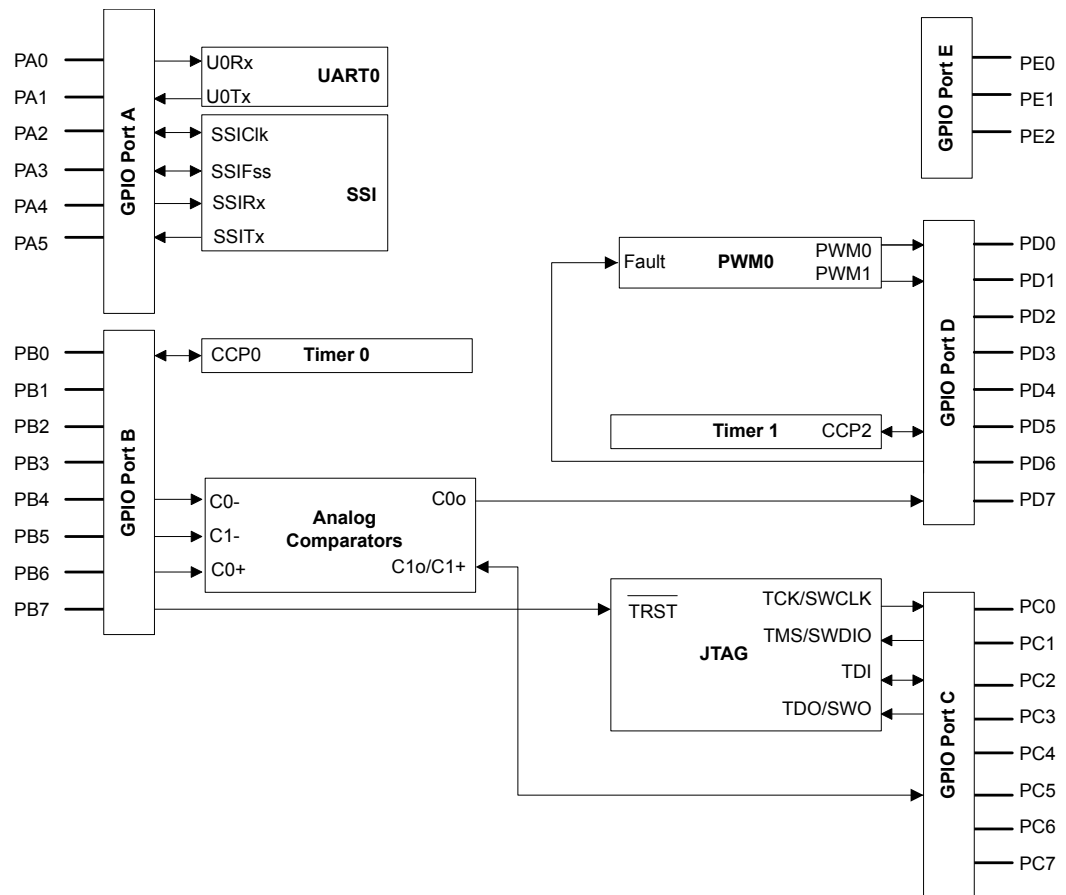 PA0
PA1
PA2
PA3
PA4
PA5
GPIO Port A
U0Rx
U0Tx
UART0
SSIClk
SSIFss
SSIRx
SSITx
SSI
GPIO Port E
PE0
PE1
PE2
PB0
PB1
PB2
PB3
PB4
PB5
PB6
PB7
GPIO Port B
CCP0 Timer 0
C0-
C1-
C0+
Analog
Comparators
C0o
C1o/C1+
Fault
PWM0
PWM0
PWM1
Timer 1 CCP2
GPIO Port D
PD0
PD1
PD2
PD3
PD4
PD5
PD6
PD7
TRST
JTAG
TCK/SWCLK
TMS/SWDIO
TDI
TDO/SWO
GPIO Port C
PC0
PC1
PC2
PC3
PC4
PC5
PC6
PC7